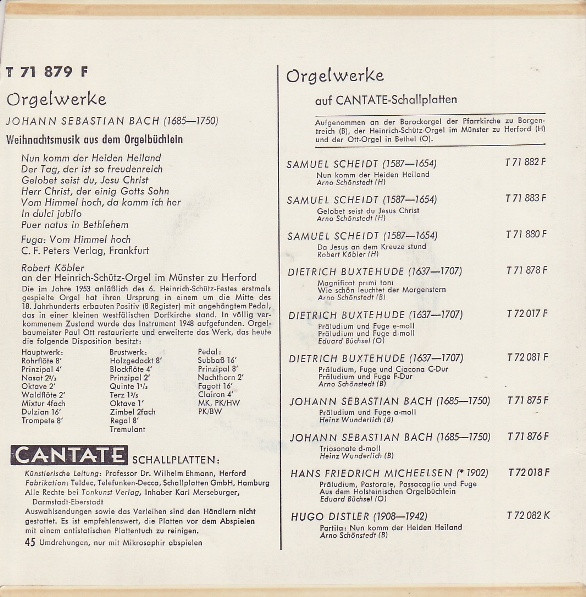 T 71 879 F
Orgelwerke
JOHANN SEBASTIAN BACH (1685—1750)
Weihnachtsmusik aus dem Orgelbüchlein
Nun komm der Heiden Heiland
Der Tag, der ist so freudenreich
Gelobet seist du, Jesu Christ
Herr Christ, der einig Gotts Sohn
Vom Himmel hoch, da komm ich her
In dulci jubilo
Puer natus in Bethlehem
Fuga: Vom Himmel hoch
C. F. Peters Verlag, Frankfurt
Robert Köbler
an der Heinrich-Schütz-Orgel im Münster zu Herford
Die im Jahre 1953 anläßlich des 6. Heinrich-Schütz-Festes erstmals
gespielte Orgel hat ihren Ursprung in einem um die Mitte des
18. Jahrhunderts erbauten Positiv (8 Register) mit angehängtem Pedal,
das in einer kleinen westfälischen Dorfkirche stand. In völlig ver-
kommenem Zustand wurde das Instrument 1948 aufgefunden. Orgel-
baumeister Paul Ott restaurierte und erweiterte das Werk, das heute
die folgende Disposition besitzt:
Hauptwerk: Brustwerk: Pedal:
Rohrflöte 8' Holzgedackt 8' Subbaß 16'
Prinzipal 4' Blockflöte 4' Prinzipal 8'
Nasat 2⅔ Prinzipal 2' Nachthorn 2'
Oktave 2' Quinte 1⅓ Fagott 16'
Waldflöte 2' Terz 1⅗ Clairon 4'
Mixtur 4fach Oktave 1' MK, PK/HW
Dulzian 16' Zimbel 2fach PK/BW
Trompete 8' Regal 8'
Tremulant
CANTATE SCHALLPLATTEN:
Künstlerische Leitung: Professor Dr. Wilhelm Ehmann, Herford
Fabrikation: Teldec, Telefunken-Decca, Schallplatten GmbH, Hamburg
Alle Rechte bei Tonkunst Verlag, Inhaber Karl Merseburger,
Darmstadt-Eberstadt
Auswahlsendungen sowie das Verleihen sind den Händlern nicht
gestattet. Es ist empfehlenswert, die Platten vor dem Abspielen
mit einem antistatischen Plattentuch zu reinigen.
45 Umdrehungen, nur mit Mikrosaphir abspielen
Orgelwerke
auf CANTATE-Schallplatten
Aufgenommen an der Barockorgel der Pfarrkirche zu Borgen-
treich (B), der Heinrich-Schütz-Orgel im Münster zu Herford (H)
und der Ott-Orgel in Bethel (O).
SAMUEL SCHEIDT (1587—1654) T 71 882 F
Nun komm der Heiden Heiland
Arno Schönstedt (H)
SAMUEL SCHEIDT (1587—1654) T 71 883 F
Gelobet seist du Jesus Christ
Arno Schönstedt (H)
SAMUEL SCHEIDT (1587—1654) T 71 880 F
Da Jesus an dem Kreuze stund
Robert Köbler (H)
DIETRICH BUXTEHUDE (1637—1707) T 71 878 F
Magnificat primi toni
Wie schön leuchtet der Morgenstern
Arno Schönstedt (B)
DIETRICH BUXTEHUDE (1637—1707) T 72 017 F
Präludium und Fuge e-moll
Präludium und Fuge d-moll
Eduard Büchsel (O)
DIETRICH BUXTEHUDE (1637—1707) T 72 081 F
Präludium, Fuge und Ciacona C-Dur
Präludium und Fuge F-Dur
Arno Schönstedt (B)
JOHANN SEBASTIAN BACH (1685—1750) T 71 875 F
Präludium und Fuge a-moll
Heinz Wunderlich (B)
JOHANN SEBASTIAN BACH (1685—1750) T 71 876 F
Triosonate d-moll
Heinz Wunderlich (B)
HANS FRIEDRICH MICHEELSEN (* 1902) T 72 018 F
Präludium, Pastorale, Passacaglia und Fuge
Aus dem Holsteinischen Orgelbüchlein
Eduard Büchsel (O)
HUGO DISTLER (1908—1942) T 72 082 K
Partita: Nun komm der Heiden Heiland
Arno Schönstedt (B)